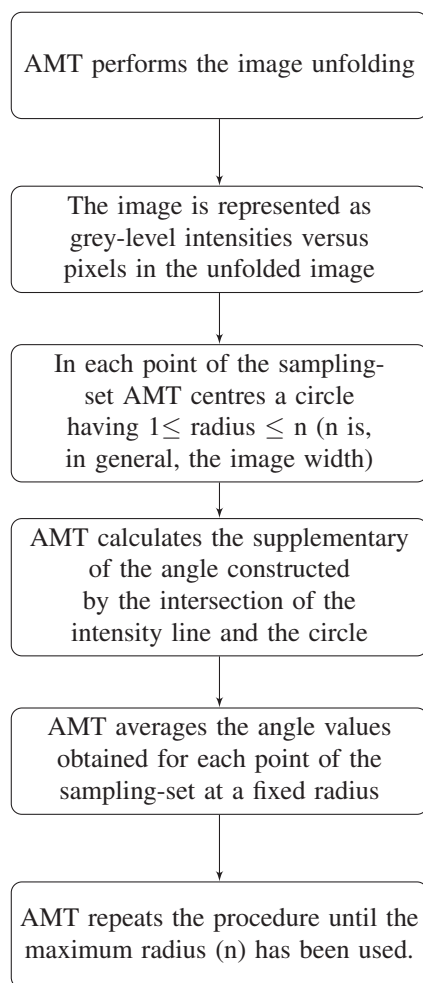 AMT performs the image unfolding
The image is represented as
grey-level intensities versus
pixels in the unfolded image
In each point of the sampling-
set AMT centres a circle
having 1≤ radius ≤ n (n is,
in general, the image width)
AMT calculates the supplementary
of the angle constructed
by the intersection of the
intensity line and the circle
AMT averages the angle values
obtained for each point of the
sampling-set at a fixed radius
AMT repeats the procedure until the
maximum radius (n) has been used.